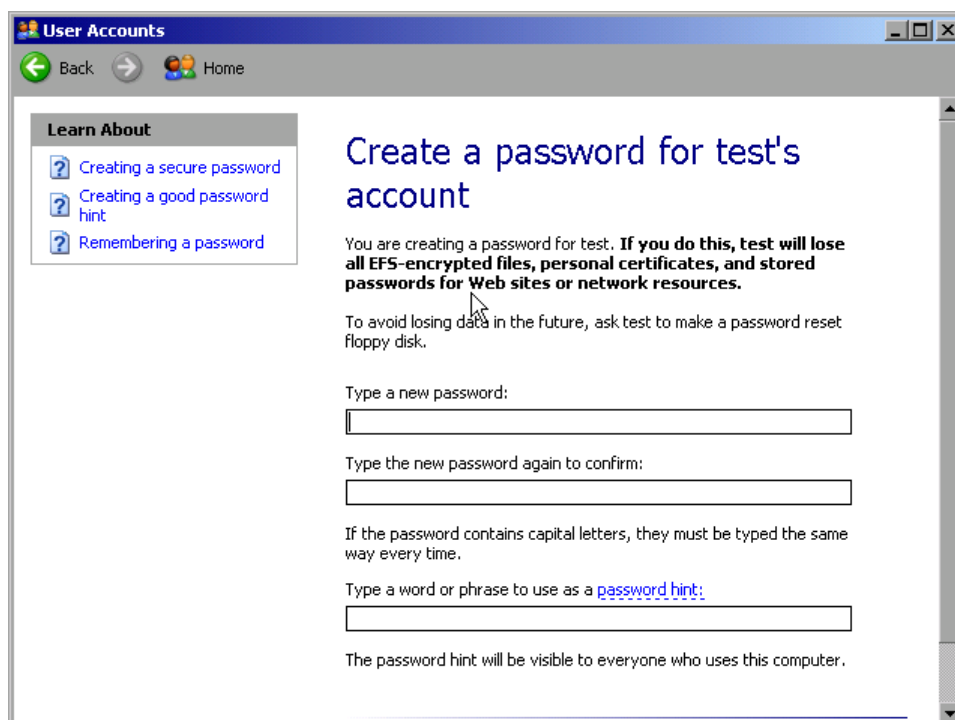 User Accounts
Back
Home
Learn About
Creating a secure password
Creating a good password
hint
Remembering a password
Create a password for test's
account
You are creating a password for test. If you do this, test will lose
all EFS-encrypted files, personal certificates, and stored
passwords for Web sites or network resources.
To avoid losing data in the future, ask test to make a password reset
floppy disk.
Type a new password:
Type the new password again to confirm:
If the password contains capital letters, they must be typed the same
way every time.
Type a word or phrase to use as a password hint:
The password hint will be visible to everyone who uses this computer.